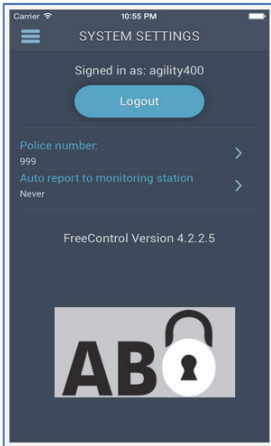 Carrier 10:55 PM
SYSTEM SETTINGS
Signed in as: agility400
Logout
Police number:
999
Auto report to monitoring station
Never
FreeControl Version 4.2.2.5
AB